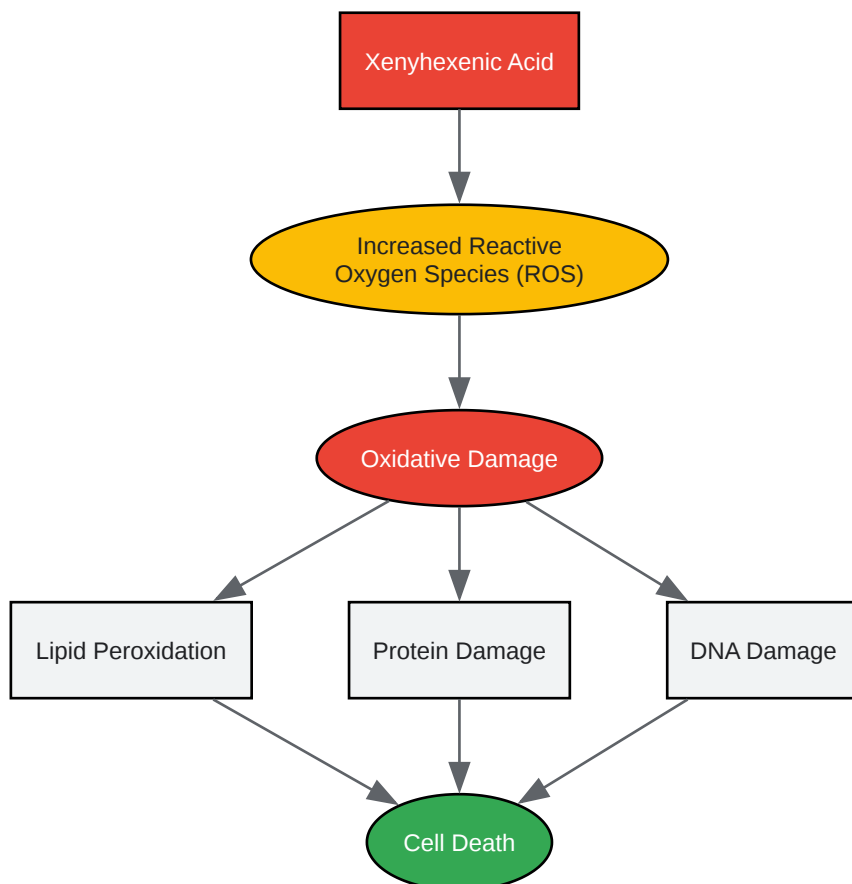 Xenyhexenic Acid
Increased Reactive
Oxygen Species (ROS)
Oxidative Damage
Lipid Peroxidation
Protein Damage
DNA Damage
Cell Death